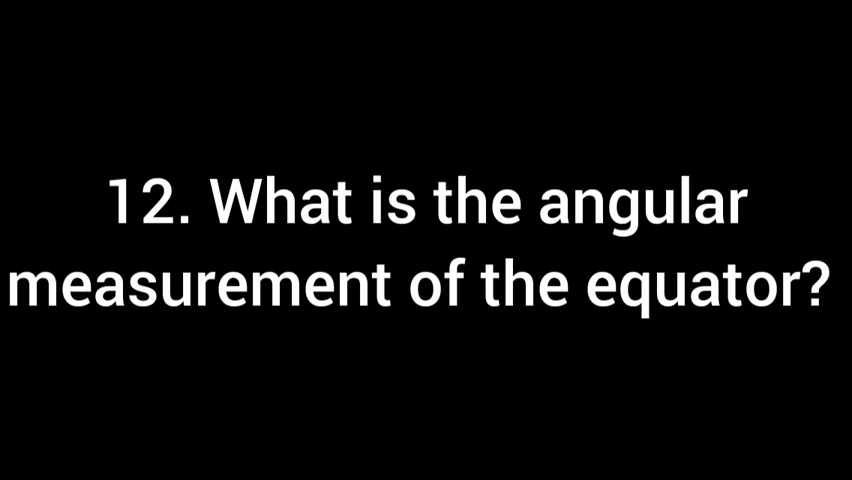 12. What is the angular
measurement of the equator?